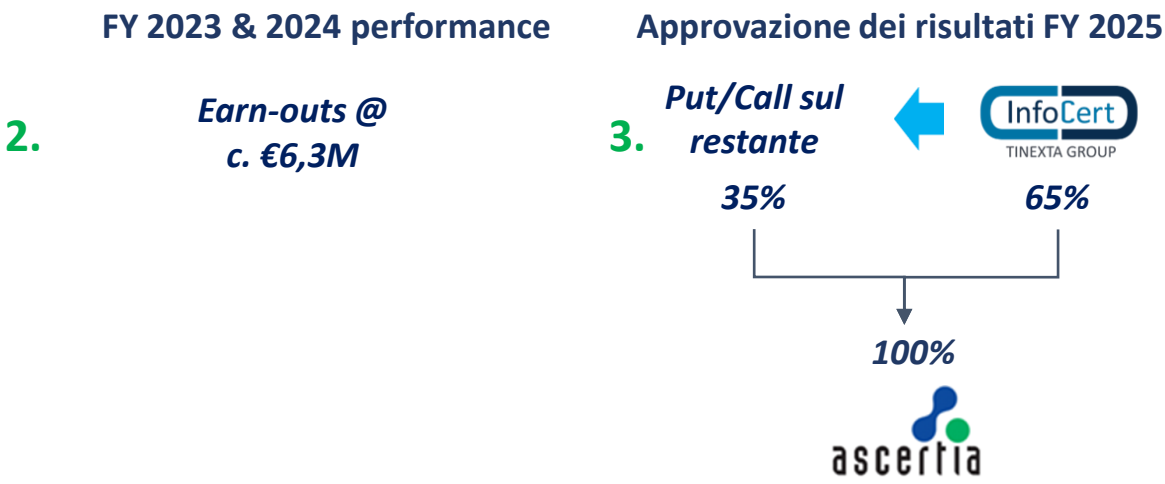 FY 2023 & 2024 performance
2.
Earn-outs @
c. €6,3M
Approvazione dei risultati FY 2025
3.
Put/Call sul
restante
35%
InfoCert
TINEXTA GROUP
65%
100%
ascertia